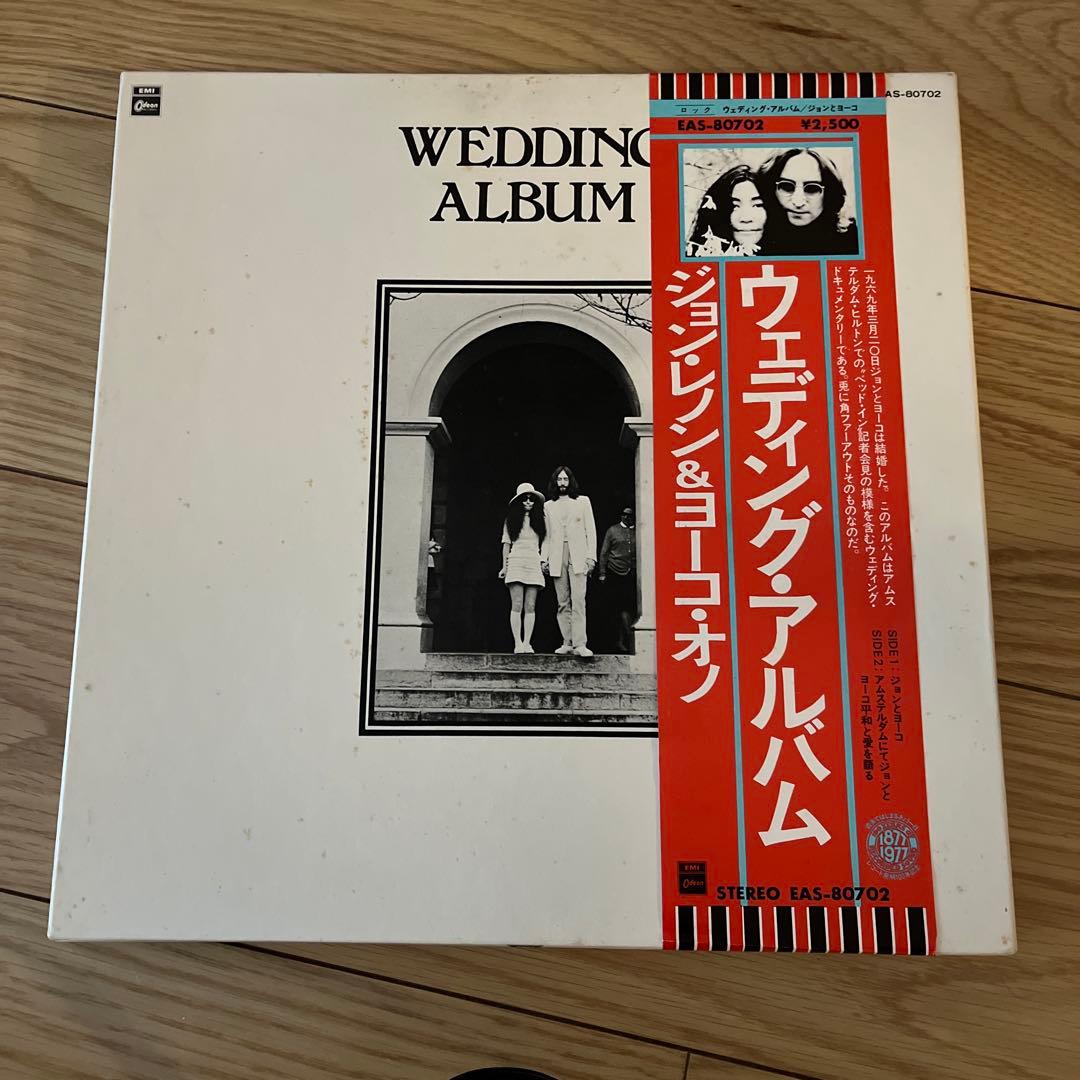 EMI
Odeon
AS-80702
WEDDING
ALBUM
ロック
ウェディング・アルバム/ジョンとヨーコ
EAS-80702 ¥2,500
ウェディング・アルバム
ジョン・レノン&ヨーコ・オノ
一九六九年三月二〇日ジョンとヨーコは結婚した。このアルバムはアムス
テルダム・ヒルトンでの"ベッド・イン"記者会見の模様を含むウェディング・
ドキュメンタリーである。兎に角ファーアウトそのものなのだ。
SIDE1:ジョンとヨーコ
SIDE2:アムステルダムにてジョンと
ヨーコ平和と愛を語る
1877
1977
EMI
Odeon
STEREO EAS-80702